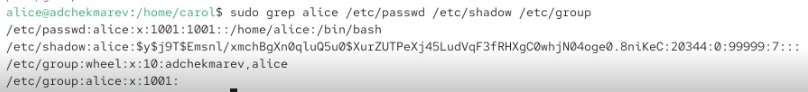 alice@adchekmarev:/home/carol$ sudo grep alice /etc/passwd /etc/shadow /etc/group
/etc/passwd:alice:x:1001:1001::/home/alice:/bin/bash
/etc/shadow:alice:$y$j9T$Emsnl/xmchBgXn0qluQ5u0$XurZUTPeXj45LudVqF3fRHXgC0whjN04oge0.8niKeC:20344:0:99999:7:::
/etc/group:wheel:x:10:adchekmarev,alice
/etc/group:alice:x:1001: